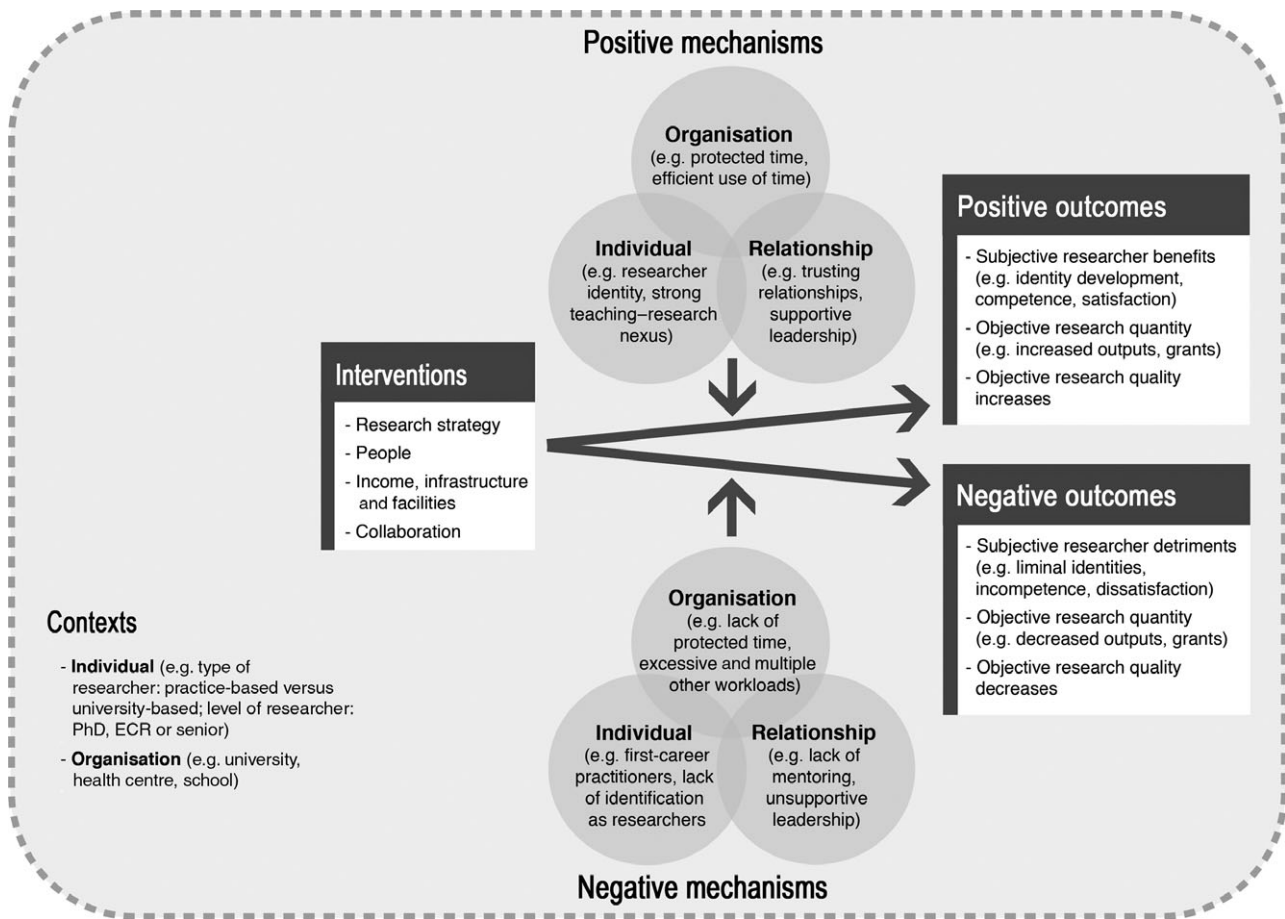 Positive mechanisms
Organisation
(e.g. protected time,
efficient use of time)
Individual
(e.g. researcher
identity, strong
teaching–research
nexus)
Relationship
(e.g. trusting
relationships,
supportive
leadership)
Interventions
- Research strategy
- People
- Income, infrastructure
and facilities
- Collaboration
Positive outcomes
- Subjective researcher benefits
(e.g. identity development,
competence, satisfaction)
- Objective research quantity
(e.g. increased outputs, grants)
- Objective research quality
increases
Negative outcomes
- Subjective researcher detriments
(e.g. liminal identities,
incompetence, dissatisfaction)
- Objective research quantity
(e.g. decreased outputs, grants)
- Objective research quality
decreases
Contexts
- Individual (e.g. type of
researcher: practice-based versus
university-based; level of researcher:
PhD, ECR or senior)
- Organisation (e.g. university,
health centre, school)
Organisation
(e.g. lack of
protected time,
excessive and multiple
other workloads)
Individual
(e.g. first-career
practitioners, lack
of identification
as researchers
Relationship
(e.g. lack of
mentoring,
unsupportive
leadership)
Negative mechanisms